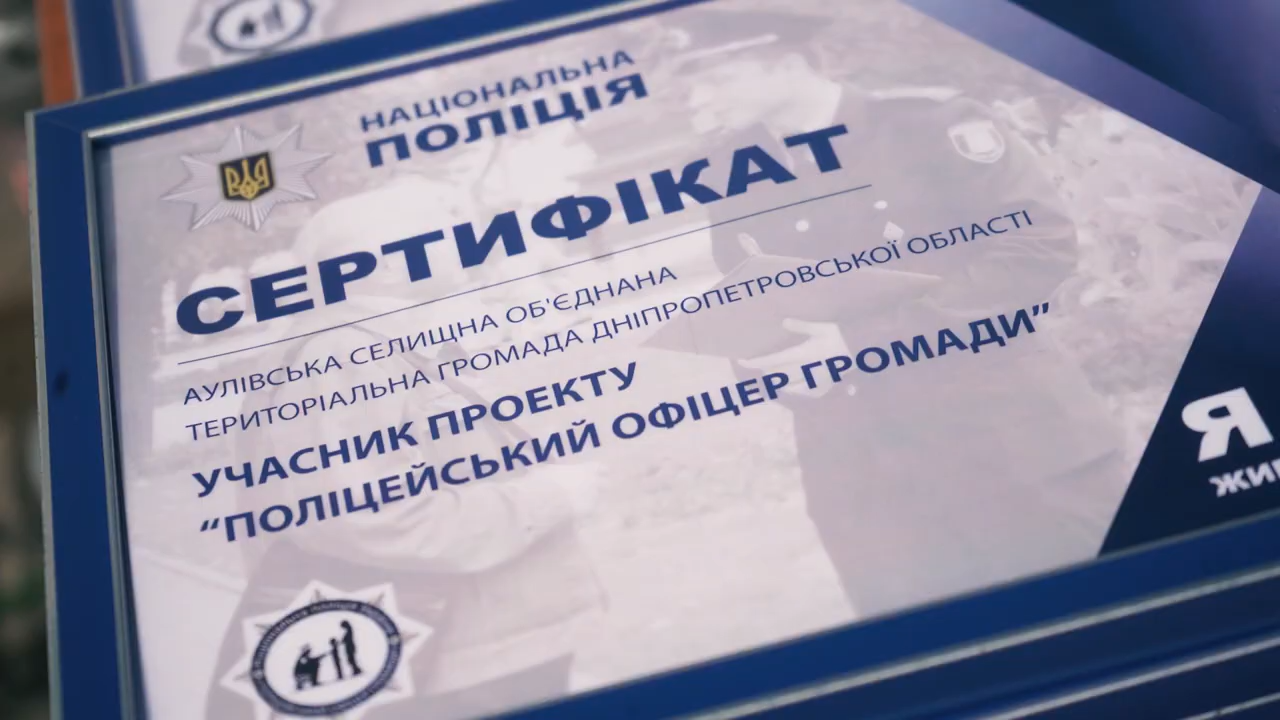 НАЦІОНАЛЬНА
ПОЛІЦІЯ
СЕРТИФІКАТ
АУЛІВСЬКА СЕЛИЩНА ОБ'ЄДНАНА
ТЕРИТОРІАЛЬНА ГРОМАДА ДНІПРОПЕТРОВСЬКОЇ ОБЛАСТІ
УЧАСНИК ПРОЕКТУ
“ПОЛІЦЕЙСЬКИЙ ОФІЦЕР ГРОМАДИ”
Я